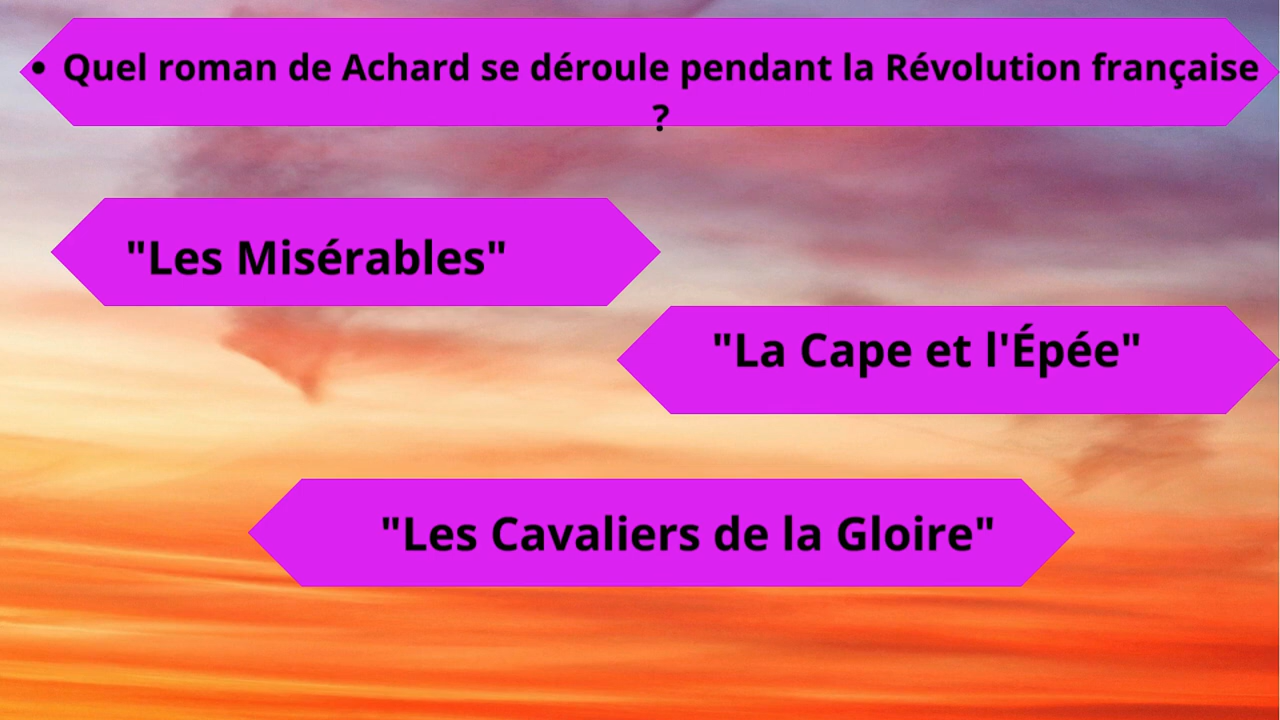 • Quel roman de Achard se déroule pendant la Révolution française
?
"Les Misérables"
"La Cape et l'Épée"
"Les Cavaliers de la Gloire"